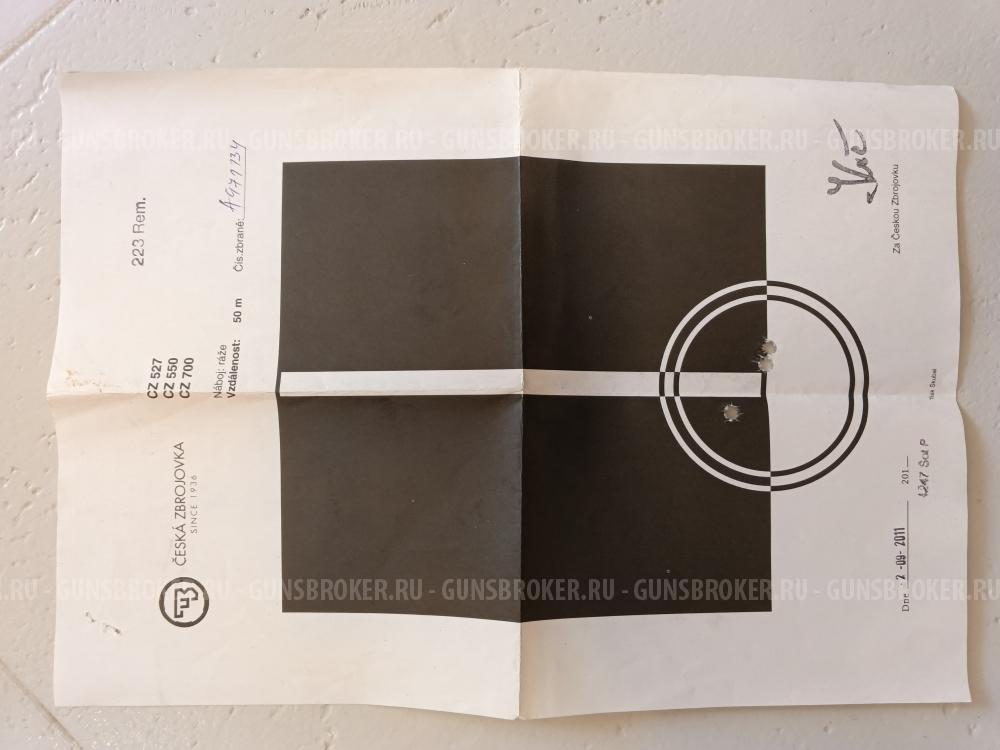 ČESKÁ ZBROJOVKA
SINCE 1936
CZ 527
CZ 550
CZ 700
223 Rem.
Náboj: ráže
Vzdálenost: 50 m
Čís.zbraně: A971134
Dne 2 -09- 2011 201
Za Českou Zbrojovku
Tisk Skubal
GUNSBROKER.RU - GUNSBROKER.RU - GUNSBROKER.RU - GUNSBROKER.RU - GUNSBROKER.RU
GUNSBROKER.RU - GUNSBROKER.RU - GUNSBROKER.RU - GUNSBROKER.RU - GUNSBROKER.RU